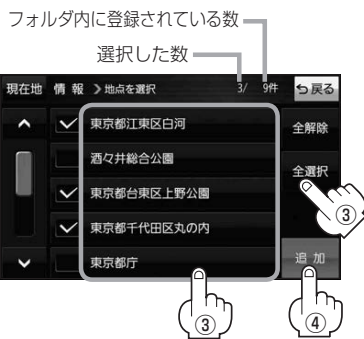 フォルダ内に登録されている数
選択した数
現在地 情報 ❯地点を選択 3/ 9件 戻る
東京都江東区白河 全解除
酒々井総合公園
全選択
東京都台東区上野公園
③
東京都千代田区丸の内
東京都庁 追加
③ ④